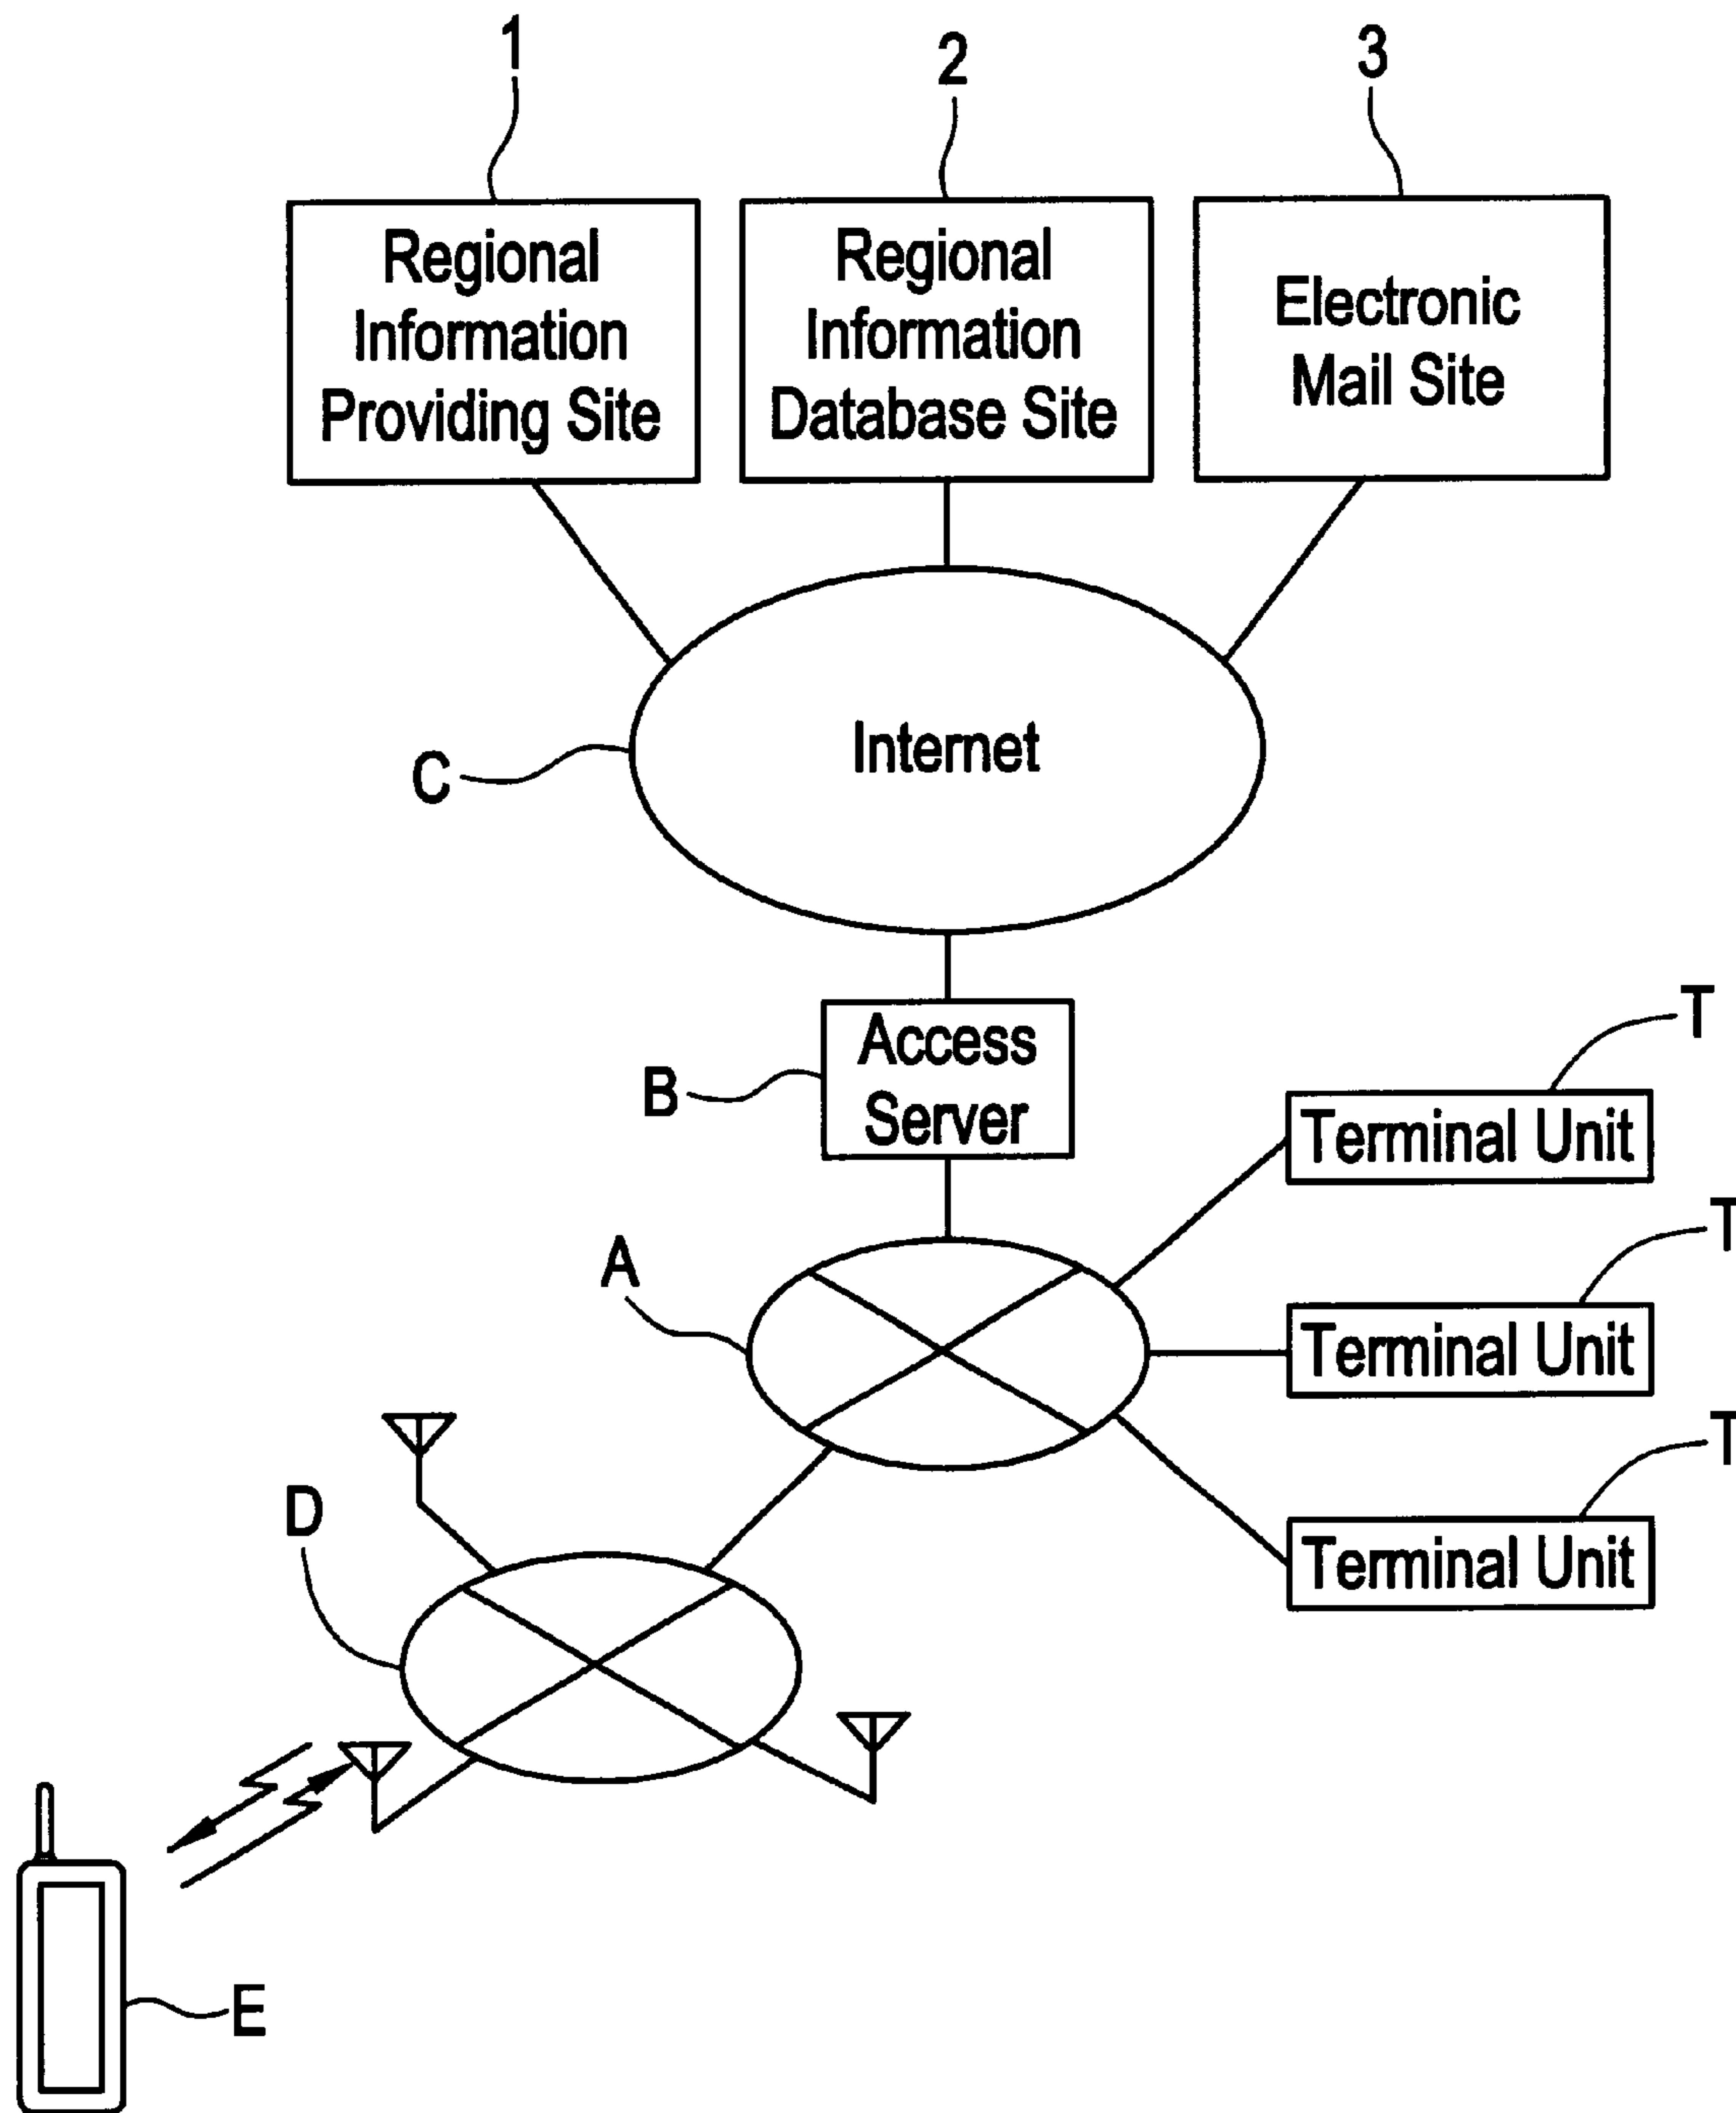 1
2
3
Regional
Information
Providing Site
Regional
Information
Database Site
Electronic
Mail Site
Internet
C
Access
Server
B
T
Terminal Unit
T
Terminal Unit
T
Terminal Unit
A
D
E